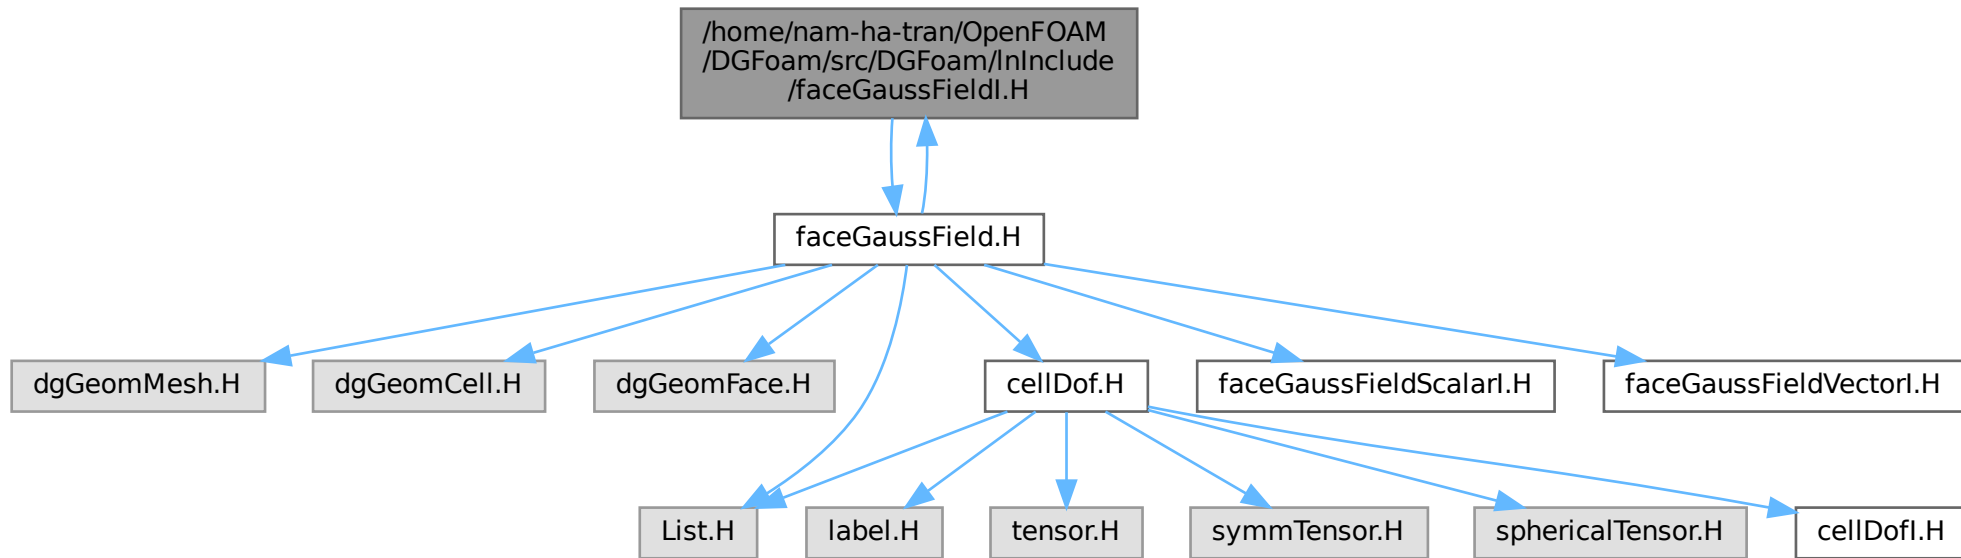 /home/nam-ha-tran/OpenFOAM
/DGFoam/src/DGFoam/lnInclude
/faceGaussFieldI.H
faceGaussField.H
dgGeomMesh.H
dgGeomCell.H
dgGeomFace.H
cellDof.H
faceGaussFieldScalarI.H
faceGaussFieldVectorI.H
List.H
label.H
tensor.H
symmTensor.H
sphericalTensor.H
cellDofI.H